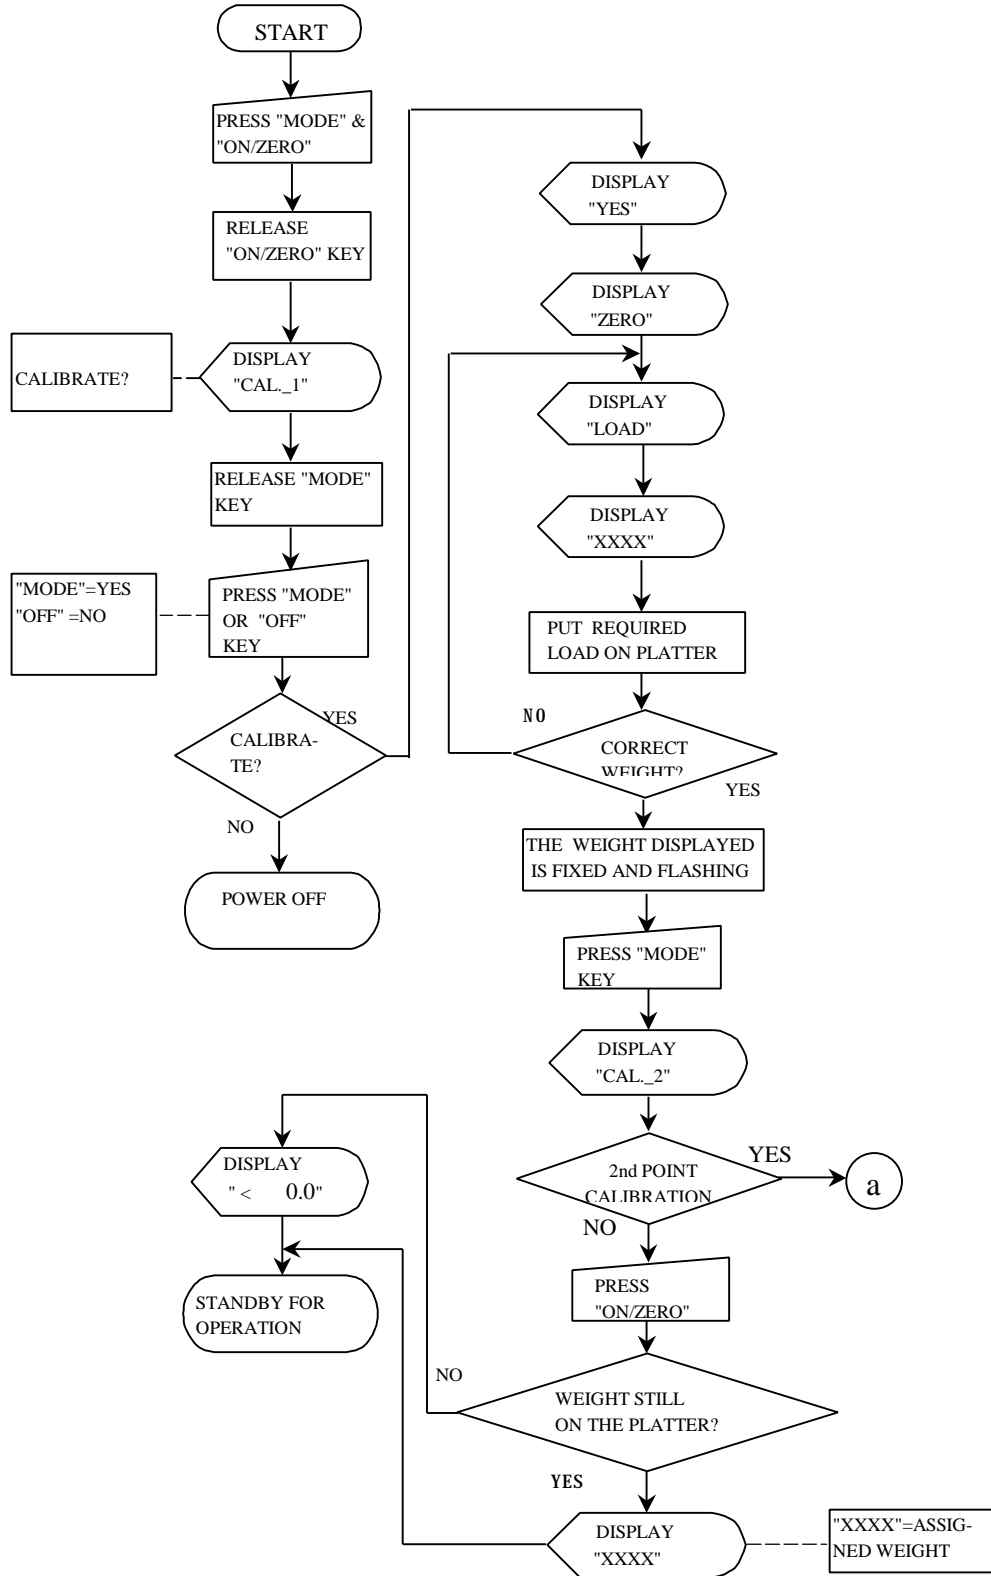 START
PRESS "MODE" &
"ON/ZERO"
RELEASE
"ON/ZERO" KEY
CALIBRATE?
DISPLAY
"CAL._1"
RELEASE "MODE"
KEY
"MODE"=YES
"OFF" =NO
PRESS "MODE"
OR "OFF"
KEY
YES
CALIBRA-
TE?
NO
POWER OFF
DISPLAY
"YES"
DISPLAY
"ZERO"
DISPLAY
"LOAD"
DISPLAY
"XXXX"
PUT REQUIRED
LOAD ON PLATTER
NO
CORRECT
WEIGHT?
YES
THE WEIGHT DISPLAYED
IS FIXED AND FLASHING
PRESS "MODE"
KEY
DISPLAY
"CAL._2"
2nd POINT
CALIBRATION
YES
a
NO
PRESS
"ON/ZERO"
WEIGHT STILL
ON THE PLATTER?
NO
DISPLAY
" < 0.0"
STANDBY FOR
OPERATION
YES
DISPLAY
"XXXX"
"XXXX"=ASSIG-
NED WEIGHT